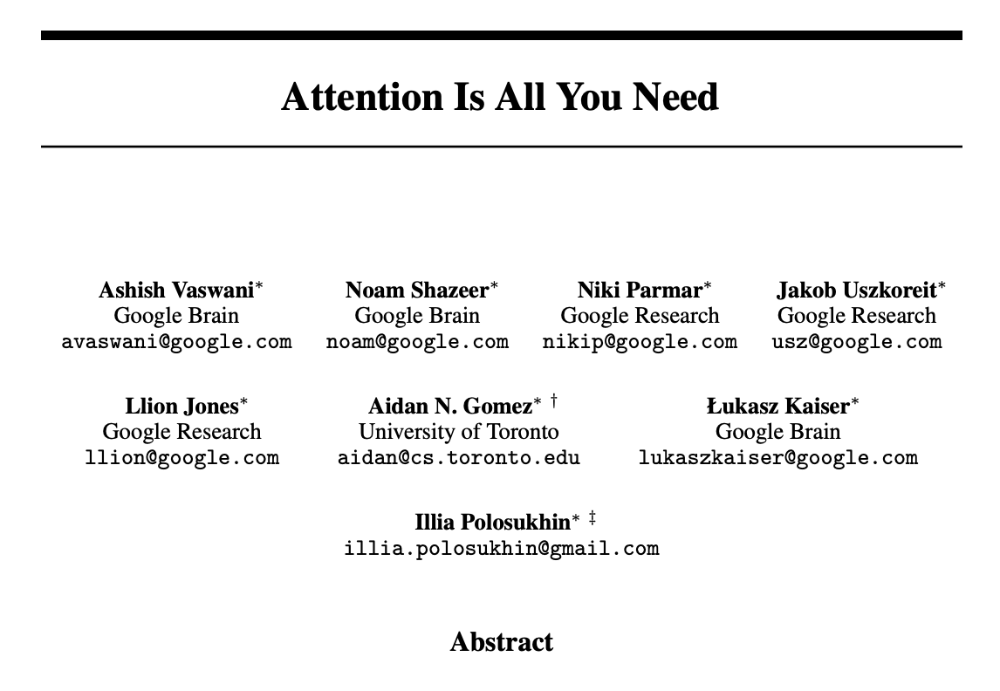 Attention Is All You Need
Ashish Vaswani* Noam Shazeer* Niki Parmar* Jakob Uszkoreit*
Google Brain Google Brain Google Research Google Research
avaswani@google.com noam@google.com nikip@google.com usz@google.com
Llion Jones* Aidan N. Gomez* † Łukasz Kaiser*
Google Research University of Toronto Google Brain
llion@google.com aidan@cs.toronto.edu lukaszkaiser@google.com
Illia Polosukhin* ‡
illia.polosukhin@gmail.com
Abstract